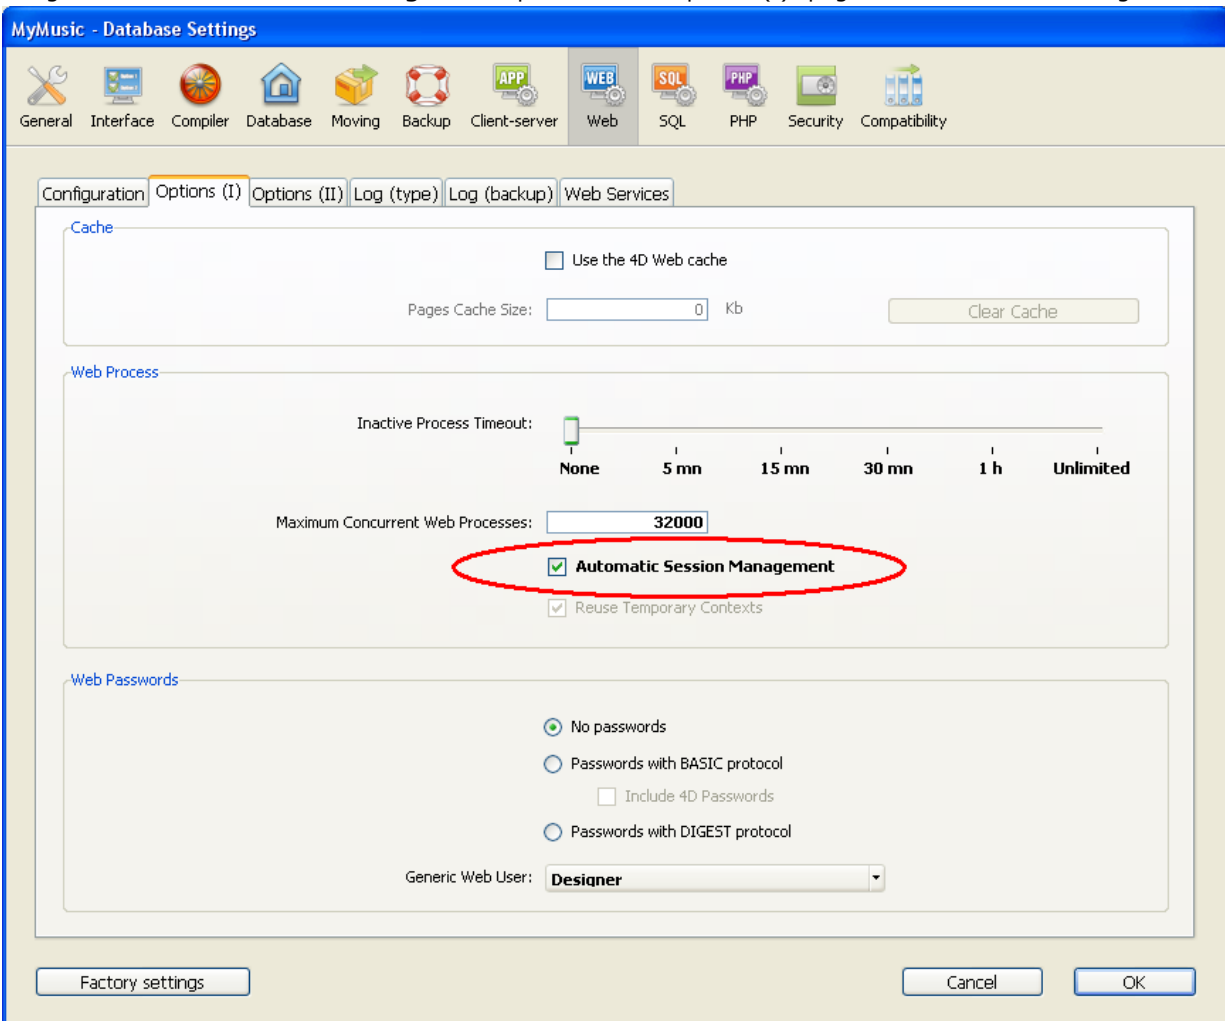 MyMusic - Database Settings
APP WEB SQL PHP
General Interface Compiler Database Moving Backup Client-server Web SQL PHP Security Compatibility
Configuration Options (I) Options (II) Log (type) Log (backup) Web Services
Cache
Use the 4D Web cache
Pages Cache Size: 0 Kb Clear Cache
Web Process
Inactive Process Timeout:
None 5 mn 15 mn 30 mn 1 h Unlimited
Maximum Concurrent Web Processes: 32000
Automatic Session Management
Reuse Temporary Contexts
Web Passwords
No passwords
Passwords with BASIC protocol
Include 4D Passwords
Passwords with DIGEST protocol
Generic Web User: Designer
Factory settings Cancel OK